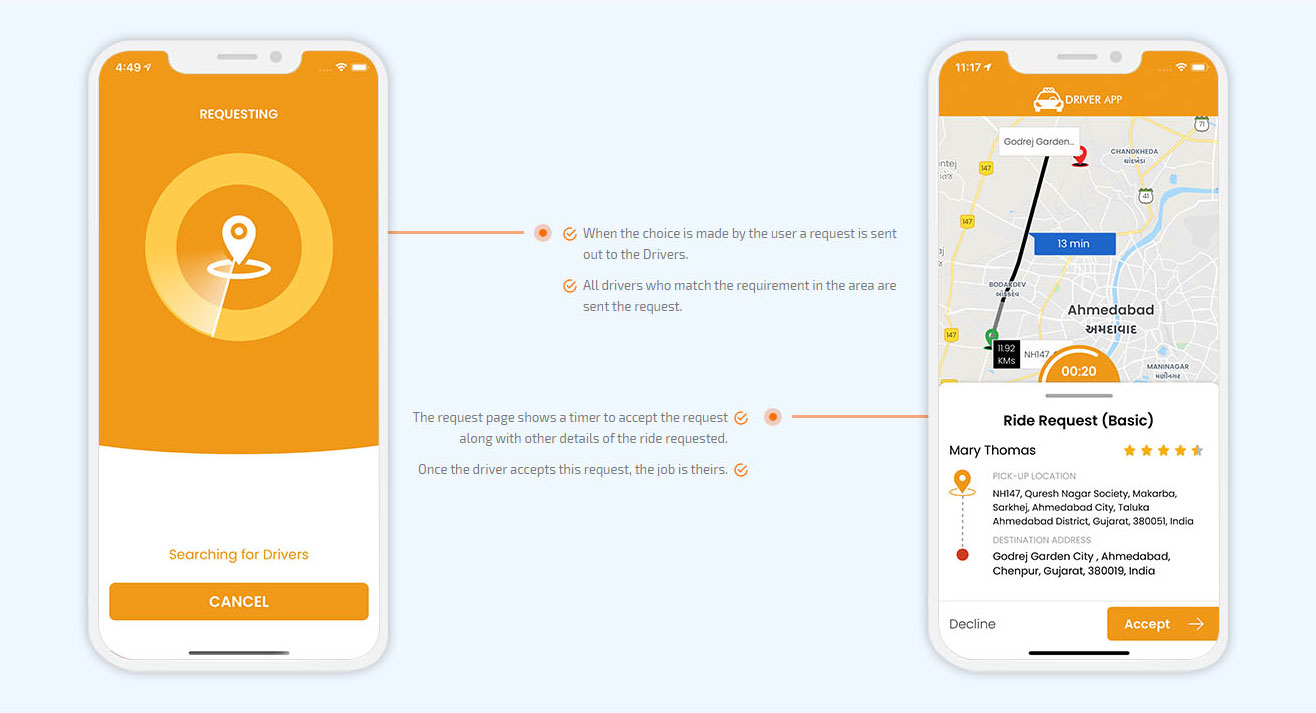 4:49
REQUESTING
Searching for Drivers
CANCEL
When the choice is made by the user a request is sent
out to the Drivers.
All drivers who match the requirement in the area are
sent the request.
The request page shows a timer to accept the request
along with other details of the ride requested.
Once the driver accepts this request, the job is theirs.
11:17
DRIVER APP
71
Godrej Garden...
CHANDKHEDA
ચાંદખેડા
147
41
147
13 min
BODAKDEV
બોડકદેવ
Ahmedabad
અમદાવાદ
147
11.92
KMs
NH147,
MANINAGAR
મણીનગર
00:20
Ride Request (Basic)
Mary Thomas
PICK-UP LOCATION
NH147, Quresh Nagar Society, Makarba,
Sarkhej, Ahmedabad City, Taluka
Ahmedabad District, Gujarat, 380051, India
DESTINATION ADDRESS
Godrej Garden City , Ahmedabad,
Chenpur, Gujarat, 380019, India
Decline
Accept